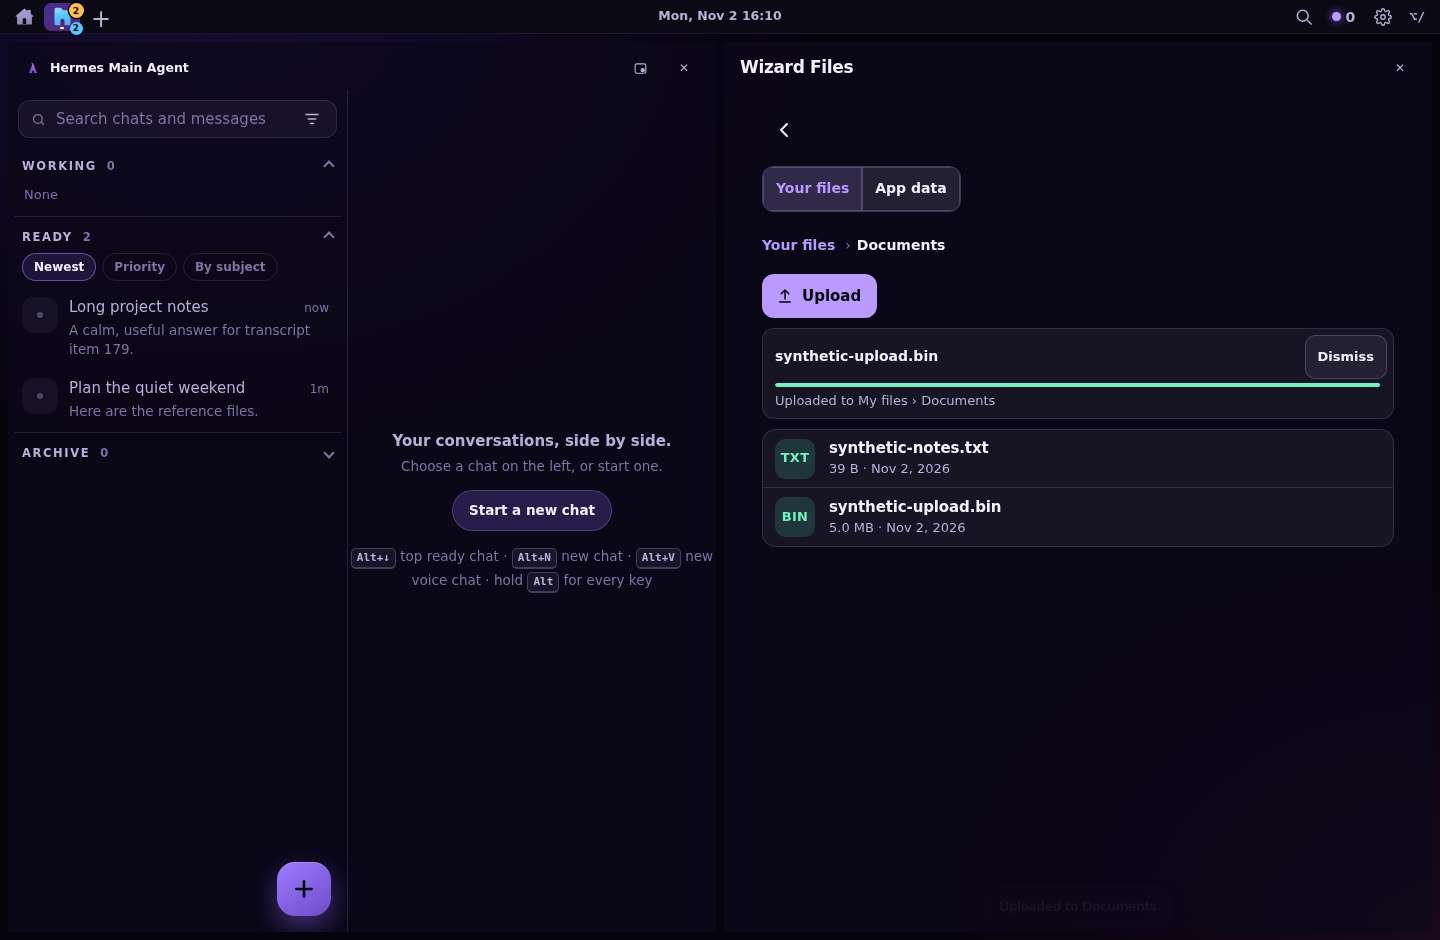 2
2
Mon, Nov 2 16:10
0
⌥/
Hermes Main Agent
×
Search chats and messages
WORKING 0
None
READY 2
Newest
Priority
By subject
Long project notes
now
A calm, useful answer for transcript
item 179.
Plan the quiet weekend
1m
Here are the reference files.
ARCHIVE 0
Your conversations, side by side.
Choose a chat on the left, or start one.
Start a new chat
Alt+↓ top ready chat · Alt+N new chat · Alt+V new
voice chat · hold Alt for every key
Wizard Files
×
Your files
App data
Your files › Documents
Upload
synthetic-upload.bin
Dismiss
Uploaded to My files › Documents
TXT
synthetic-notes.txt
39 B · Nov 2, 2026
BIN
synthetic-upload.bin
5.0 MB · Nov 2, 2026
Uploaded to Documents